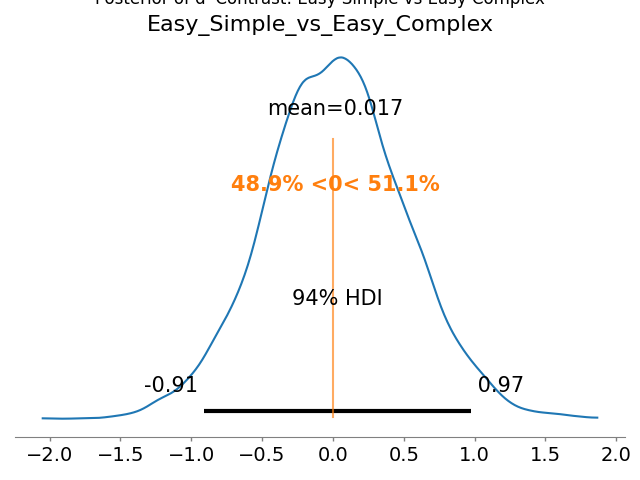 Posterior of d' Contrast: Easy Simple vs Easy Complex
Easy_Simple_vs_Easy_Complex
mean=0.017
48.9% <0< 51.1%
94% HDI
-0.91 0.97
−2.0 −1.5 −1.0 −0.5 0.0 0.5 1.0 1.5 2.0